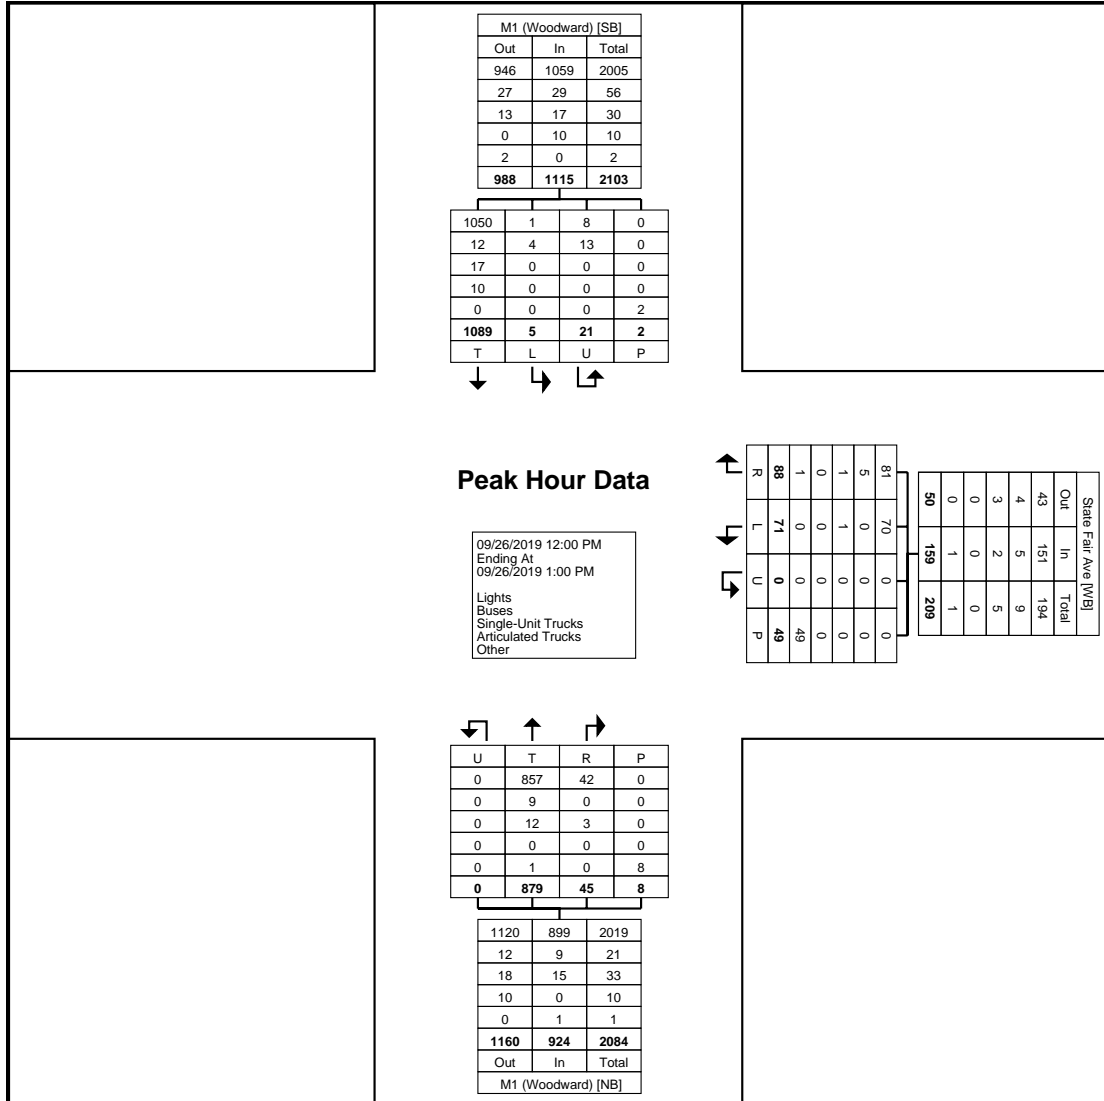 M1 (Woodward) [SB]
Out In Total
946 1059 2005
27 29 56
13 17 30
0 10 10
2 0 2
988 1115 2103
1050 1 8 0
12 4 13 0
17 0 0 0
10 0 0 0
0 0 0 2
1089 5 21 2
T L U P
Peak Hour Data
09/26/2019 12:00 PM
Ending At
09/26/2019 1:00 PM
Lights
Buses
Single-Unit Trucks
Articulated Trucks
Other
State Fair Ave [WB]
Out In Total
43 151 194
4 5 9
3 2 5
0 0 0
0 1 1
50 159 209
81 70 0 0
5 0 0 0
1 1 0 0
0 0 0 0
1 0 0 49
88 71 0 49
R L U P
U T R P
0 857 42 0
0 9 0 0
0 12 3 0
0 0 0 0
0 1 0 8
0 879 45 8
1120 899 2019
12 9 21
18 15 33
10 0 10
0 1 1
1160 924 2084
Out In Total
M1 (Woodward) [NB]